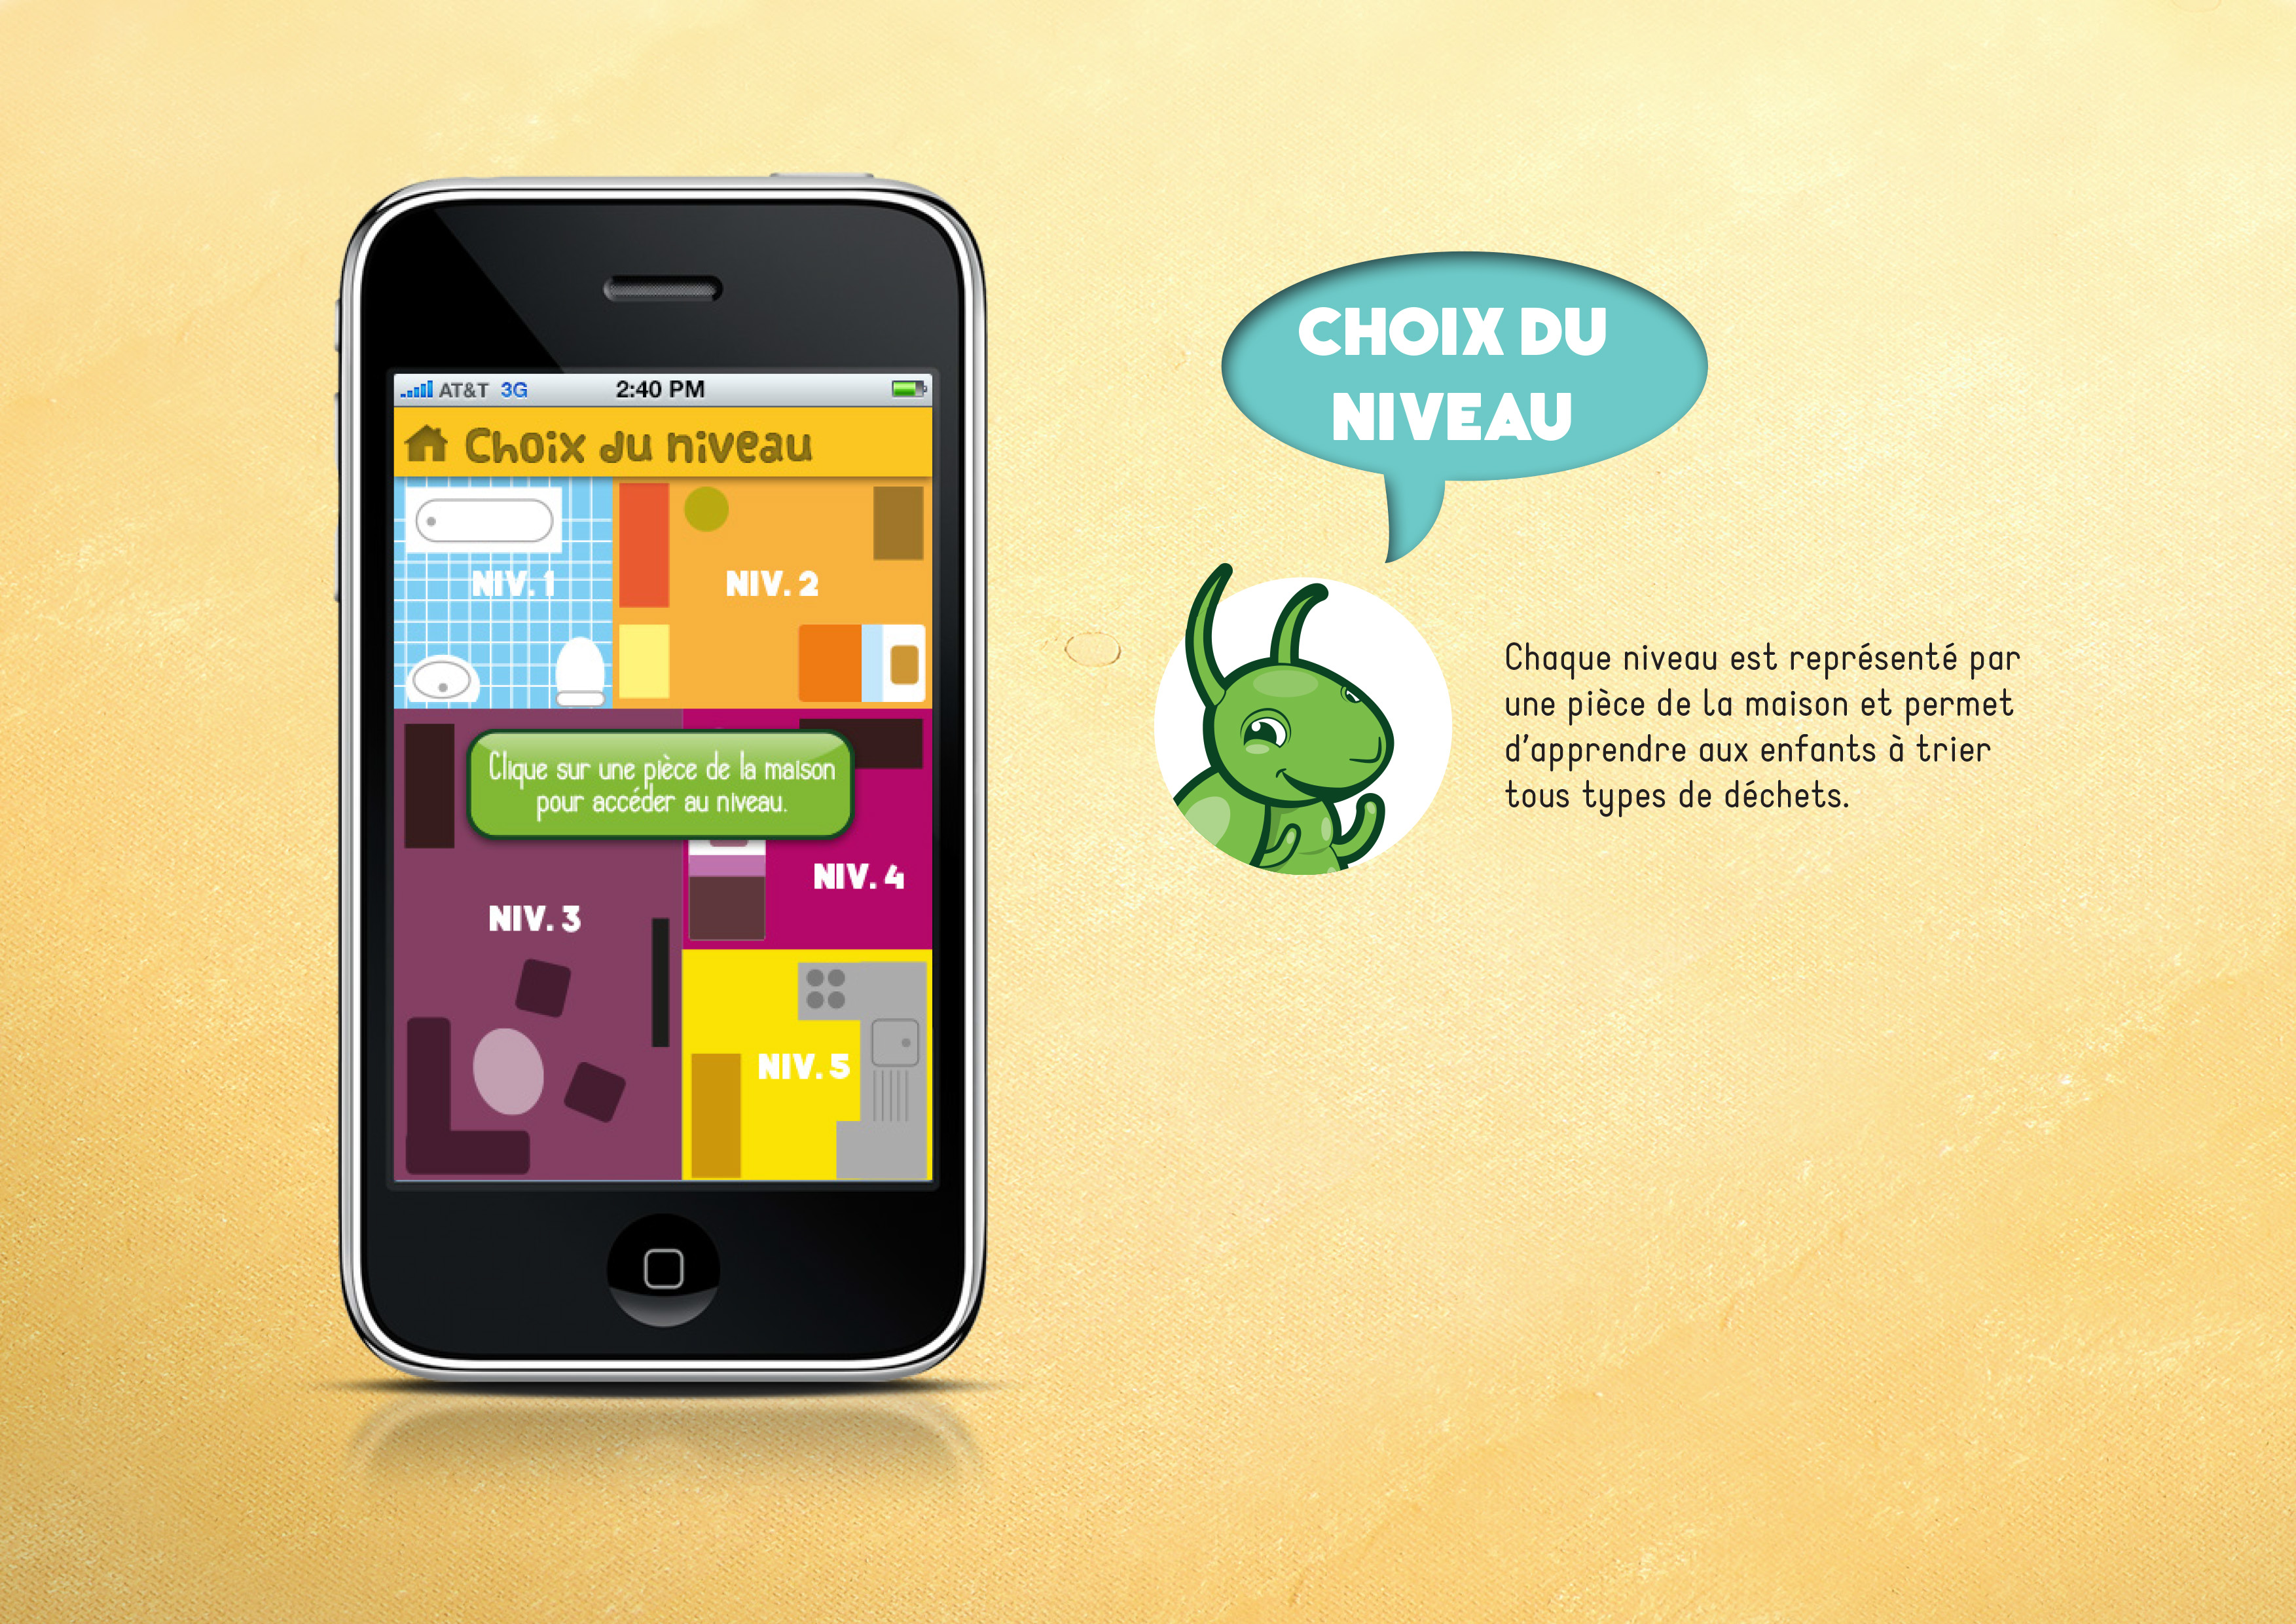 AT&T 3G 2:40 PM
Choix du niveau
NIV. 1
NIV. 2
Clique sur une pièce de la maison
pour accéder au niveau.
NIV. 4
NIV. 3
NIV. 5
CHOIX DU
NIVEAU
Chaque niveau est représenté par
une pièce de la maison et permet
d'apprendre aux enfants à trier
tous types de déchets.